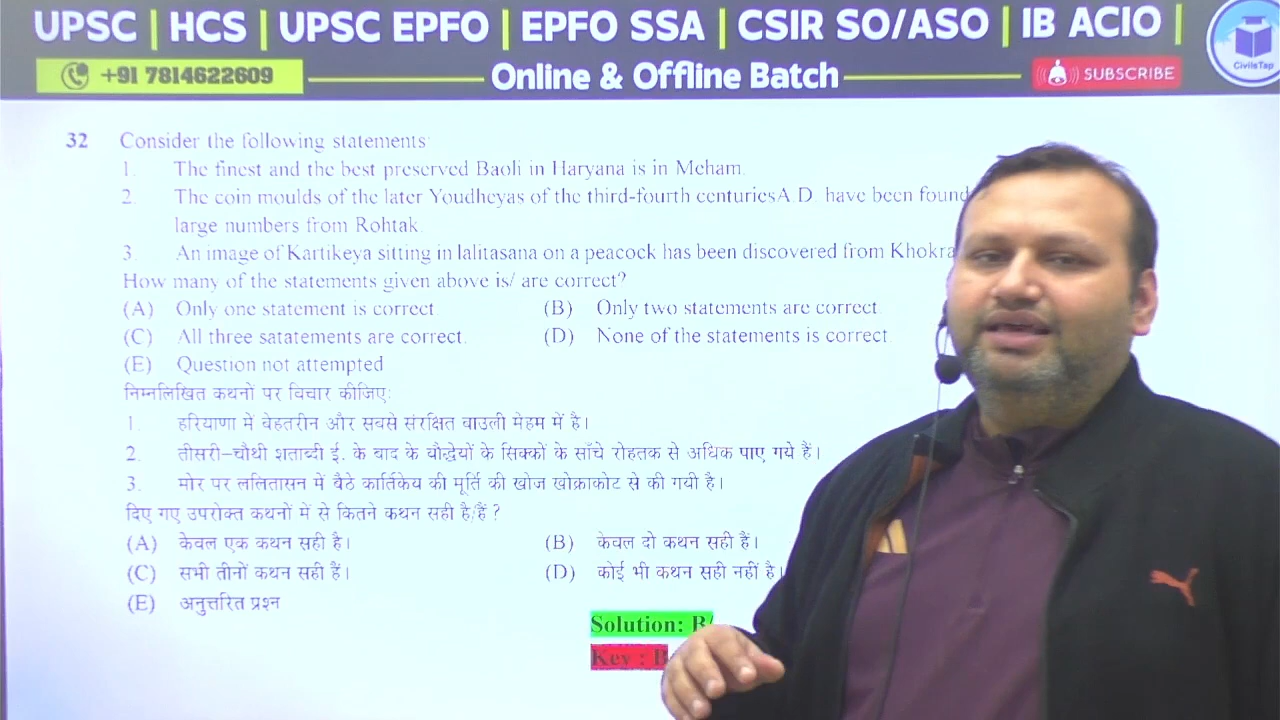 UPSC | HCS | UPSC EPFO | EPFO SSA | CSIR SO/ASO | IB ACIO |
+91 7814622609
Online & Offline Batch
SUBSCRIBE
CivilsTap
32 Consider the following statements:
1. The finest and the best preserved Baoli in Haryana is in Meham.
2. The coin moulds of the later Youdheyas of the third-fourth centuriesA.D. have been found
large numbers from Rohtak.
3. An image of Kartikeya sitting in lalitasana on a peacock has been discovered from
How many of the statements given above is/ are correct?
(A) Only one statement is correct
(B) Only two statements are correct.
(C) All three satatements are correct.
(D) None of the statements is correct.
(E) Question not attempted
निम्नलिखित कथनों पर विचार कीजिए:
1. हरियाणा में बेहतरीन और सबसे संरक्षित बाउली मेहम में है।
2. तीसरी–चौथी शताब्दी ई. के बाद के यौद्धेयों के सिक्कों के साँचे रोहतक से अधिक पाए गये हैं।
3. मोर पर ललितासन में बैठे कार्तिकेय की मूर्ति की खोज खोक्राकोट से की गयी है।
दिए गए उपरोक्त कथनों में से कितने कथन सही है/हैं ?
(A) केवल एक कथन सही है।
(B) केवल दो कथन सही हैं।
(C) सभी तीनों कथन सही हैं।
(D) कोई भी कथन सही नहीं है।
(E) अनुत्तरित प्रश्न
Solution: B/
Key : B